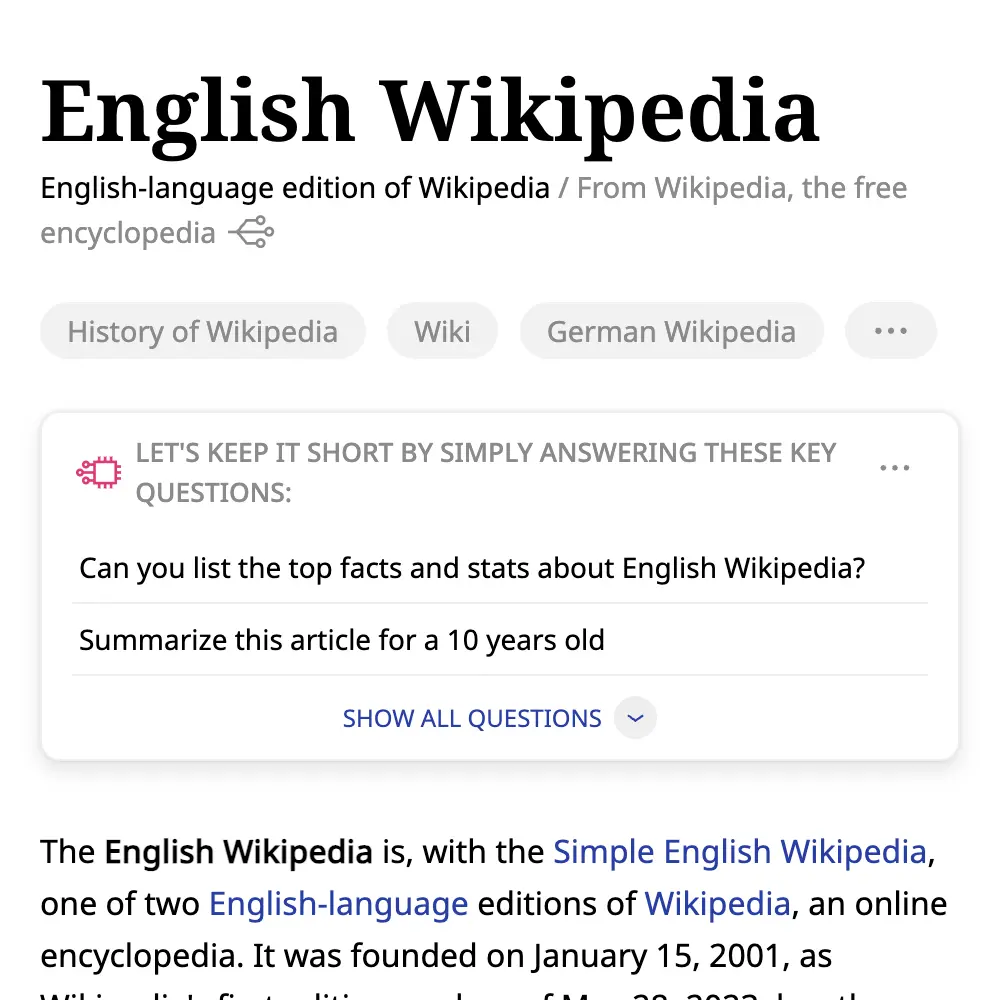 English Wikipedia
English-language edition of Wikipedia / From Wikipedia, the free
encyclopedia
History of Wikipedia
Wiki
German Wikipedia
LET'S KEEP IT SHORT BY SIMPLY ANSWERING THESE KEY
QUESTIONS:
Can you list the top facts and stats about English Wikipedia?
Summarize this article for a 10 years old
SHOW ALL QUESTIONS
The English Wikipedia is, with the Simple English Wikipedia,
one of two English-language editions of Wikipedia, an online
encyclopedia. It was founded on January 15, 2001, as